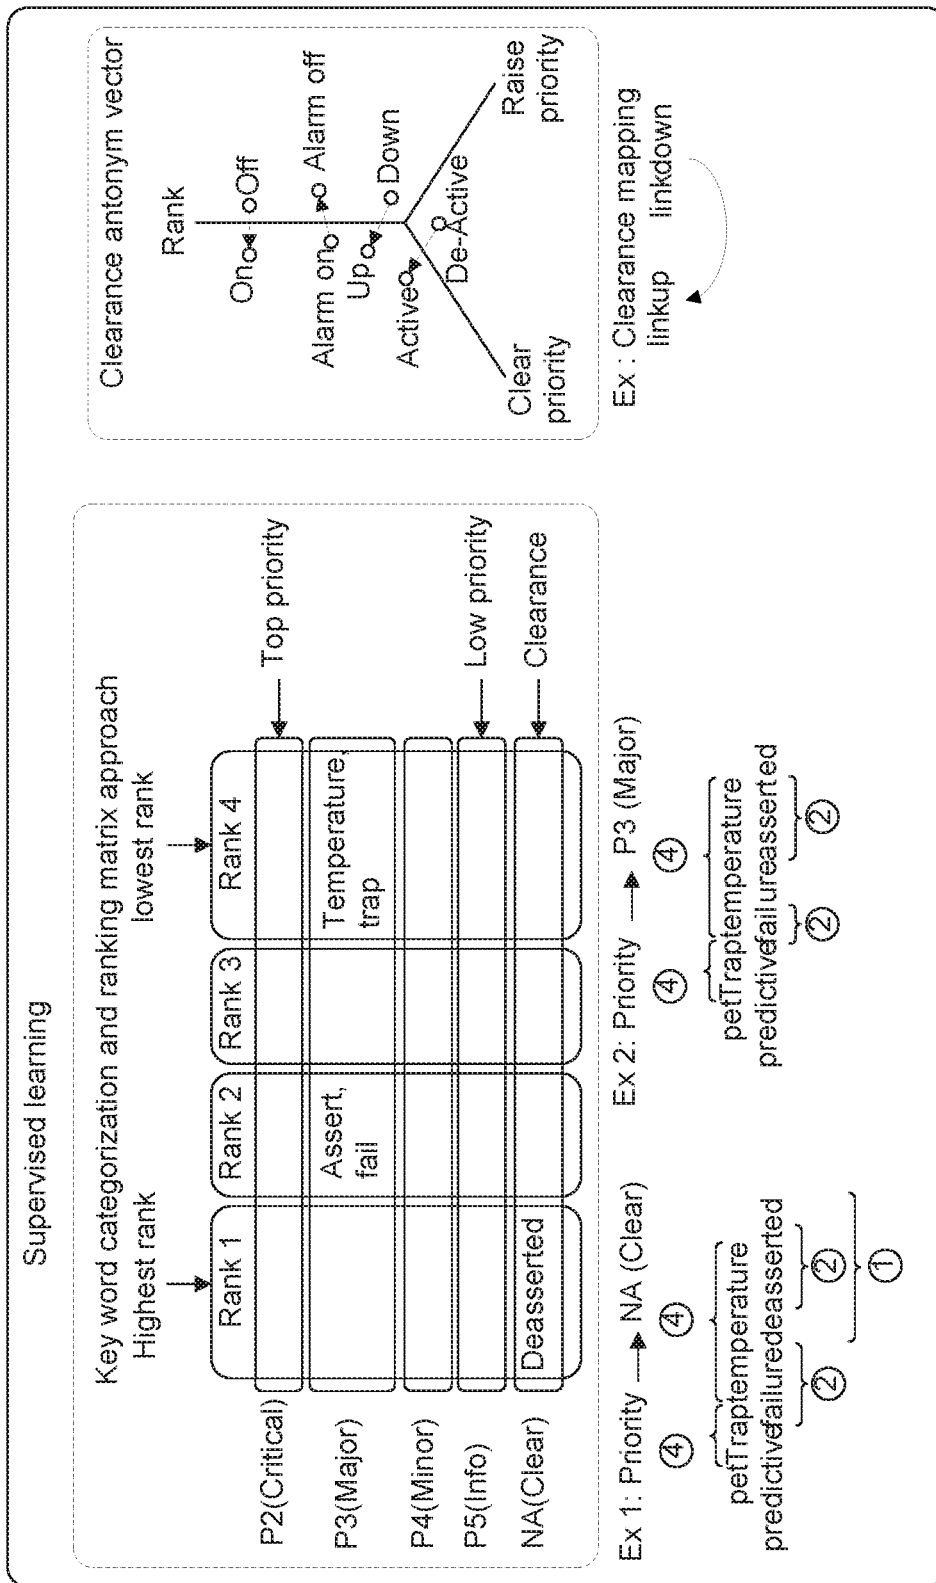 Supervised learning
Key word categorization and ranking matrix approach
Highest rank
lowest rank
Rank 1
Rank 2
Rank 3
Rank 4
P2(Critical)
Top priority
P3(Major)
Assert,
fail
Temperature,
trap
P4(Minor)
P5(Info)
Low priority
NA(Clear)
Deasserted
Clearance
Ex 1: Priority
NA (Clear)
4
4
petTraptemperature
predictivefailuredeasserted
2
2
1
Ex 2: Priority
P3 (Major)
4
4
petTraptemperature
predictivefailureasserted
2
2
Clearance antonym vector
Rank
On
Off
Alarm on
Alarm off
Up
Down
Active
De-Active
Clear
priority
Raise
priority
Ex : Clearance mapping
linkup
linkdown